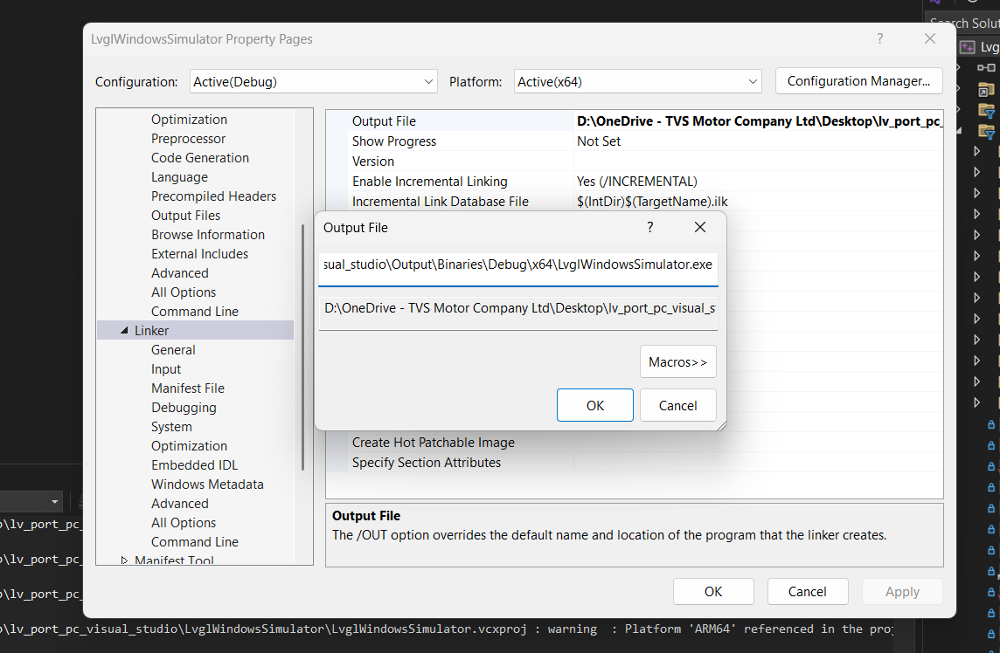 Search Solut
LvglWindowsSimulator Property Pages
?
Lvg
Configuration:
Active(Debug)
Platform:
Active(x64)
Configuration Manager...
Optimization
Preprocessor
Code Generation
Language
Precompiled Headers
Output Files
Browse Information
External Includes
Advanced
All Options
Command Line
Linker
General
Input
Manifest File
Debugging
System
Optimization
Embedded IDL
Windows Metadata
Advanced
All Options
Command Line
Manifest Tool
Output File
D:\OneDrive - TVS Motor Company Ltd\Desktop\lv_port_pc_
Show Progress
Not Set
Version
Enable Incremental Linking
Yes (/INCREMENTAL)
Incremental Link Database File
$(IntDir)$(TargetName).ilk
Output File
?
sual_studio\Output\Binaries\Debug\x64\LvglWindowsSimulator.exe
D:\OneDrive - TVS Motor Company Ltd\Desktop\lv_port_pc_visual_s
Macros>>
OK
Cancel
Create Hot Patchable Image
Specify Section Attributes
Output File
The /OUT option overrides the default name and location of the program that the linker creates.
OK
Cancel
Apply
o\lv_port_pc_
o\lv_port_pc_
o\lv_port_pc_
o\lv_port_pc_visual_studio\LvglWindowsSimulator\LvglWindowsSimulator.vcxproj : warning  : Platform 'ARM64' referenced in the proj